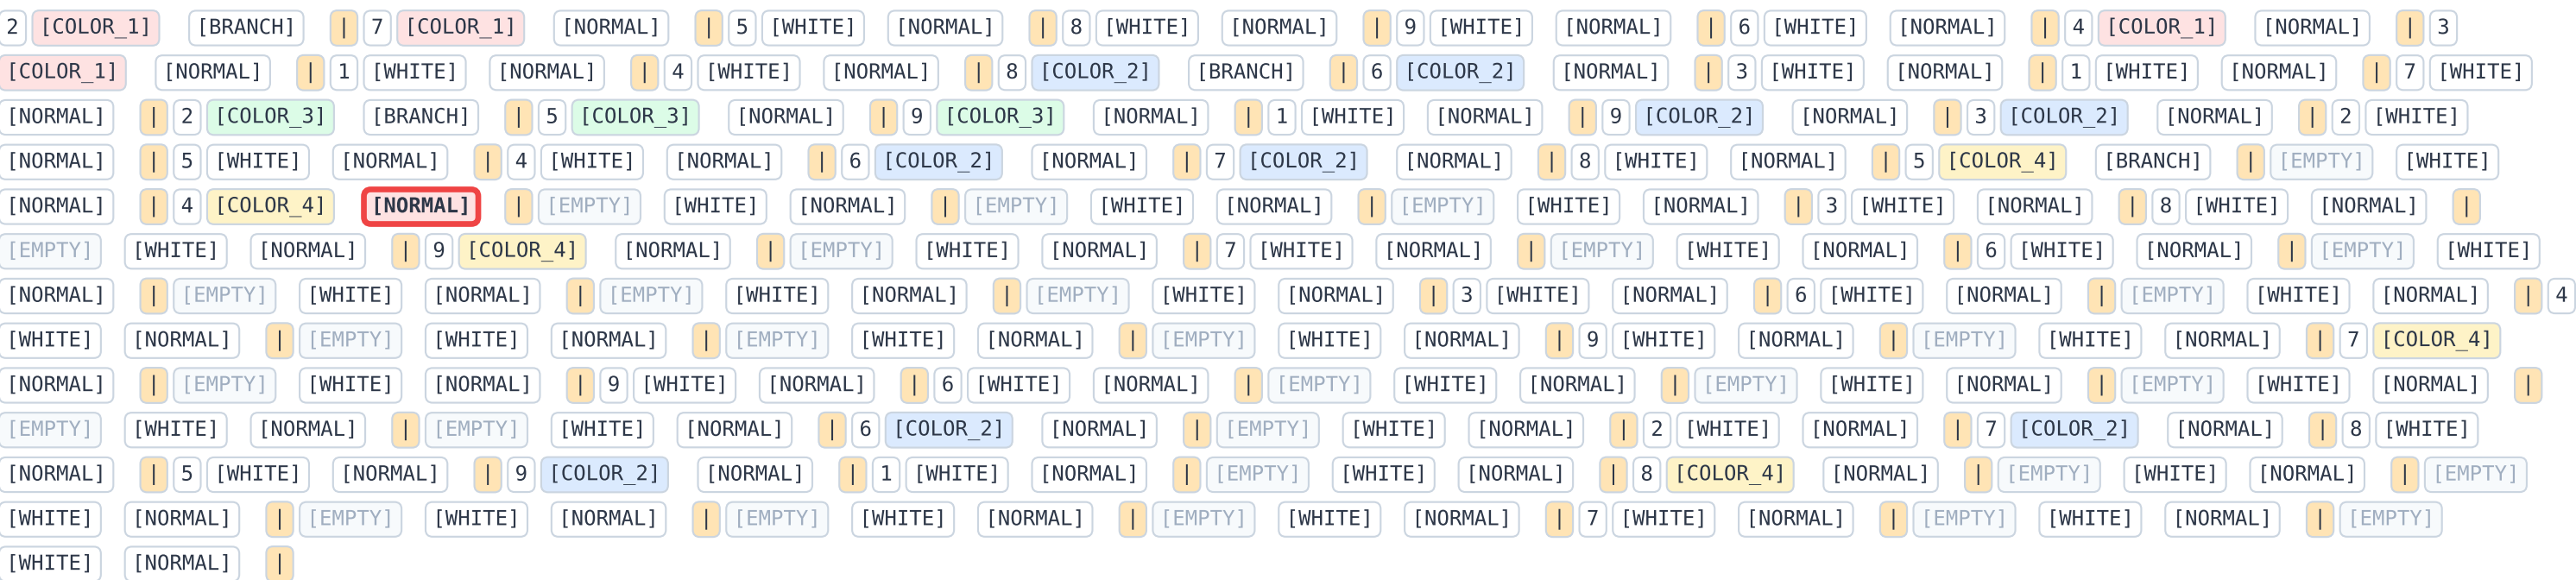 2 [COLOR_1] [BRANCH] | 7 [COLOR_1] [NORMAL] | 5 [WHITE] [NORMAL] | 8 [WHITE] [NORMAL] | 9 [WHITE] [NORMAL] | 6 [WHITE] [NORMAL] | 4 [COLOR_1] [NORMAL] | 3
[COLOR_1] [NORMAL] | 1 [WHITE] [NORMAL] | 4 [WHITE] [NORMAL] | 8 [COLOR_2] [BRANCH] | 6 [COLOR_2] [NORMAL] | 3 [WHITE] [NORMAL] | 1 [WHITE] [NORMAL] | 7 [WHITE]
[NORMAL] | 2 [COLOR_3] [BRANCH] | 5 [COLOR_3] [NORMAL] | 9 [COLOR_3] [NORMAL] | 1 [WHITE] [NORMAL] | 9 [COLOR_2] [NORMAL] | 3 [COLOR_2] [NORMAL] | 2 [WHITE]
[NORMAL] | 5 [WHITE] [NORMAL] | 4 [WHITE] [NORMAL] | 6 [COLOR_2] [NORMAL] | 7 [COLOR_2] [NORMAL] | 8 [WHITE] [NORMAL] | 5 [COLOR_4] [BRANCH] | [EMPTY] [WHITE]
[NORMAL] | 4 [COLOR_4] [NORMAL] | [EMPTY] [WHITE] [NORMAL] | [EMPTY] [WHITE] [NORMAL] | [EMPTY] [WHITE] [NORMAL] | 3 [WHITE] [NORMAL] | 8 [WHITE] [NORMAL] |
[EMPTY] [WHITE] [NORMAL] | 9 [COLOR_4] [NORMAL] | [EMPTY] [WHITE] [NORMAL] | 7 [WHITE] [NORMAL] | [EMPTY] [WHITE] [NORMAL] | 6 [WHITE] [NORMAL] | [EMPTY] [WHITE]
[NORMAL] | [EMPTY] [WHITE] [NORMAL] | [EMPTY] [WHITE] [NORMAL] | [EMPTY] [WHITE] [NORMAL] | 3 [WHITE] [NORMAL] | 6 [WHITE] [NORMAL] | [EMPTY] [WHITE] [NORMAL] | 4
[WHITE] [NORMAL] | [EMPTY] [WHITE] [NORMAL] | [EMPTY] [WHITE] [NORMAL] | [EMPTY] [WHITE] [NORMAL] | 9 [WHITE] [NORMAL] | [EMPTY] [WHITE] [NORMAL] | 7 [COLOR_4]
[NORMAL] | [EMPTY] [WHITE] [NORMAL] | 9 [WHITE] [NORMAL] | 6 [WHITE] [NORMAL] | [EMPTY] [WHITE] [NORMAL] | [EMPTY] [WHITE] [NORMAL] | [EMPTY] [WHITE] [NORMAL] |
[EMPTY] [WHITE] [NORMAL] | [EMPTY] [WHITE] [NORMAL] | 6 [COLOR_2] [NORMAL] | [EMPTY] [WHITE] [NORMAL] | 2 [WHITE] [NORMAL] | 7 [COLOR_2] [NORMAL] | 8 [WHITE]
[NORMAL] | 5 [WHITE] [NORMAL] | 9 [COLOR_2] [NORMAL] | 1 [WHITE] [NORMAL] | [EMPTY] [WHITE] [NORMAL] | 8 [COLOR_4] [NORMAL] | [EMPTY] [WHITE] [NORMAL] | [EMPTY]
[WHITE] [NORMAL] | [EMPTY] [WHITE] [NORMAL] | [EMPTY] [WHITE] [NORMAL] | [EMPTY] [WHITE] [NORMAL] | 7 [WHITE] [NORMAL] | [EMPTY] [WHITE] [NORMAL] | [EMPTY]
[WHITE] [NORMAL] |